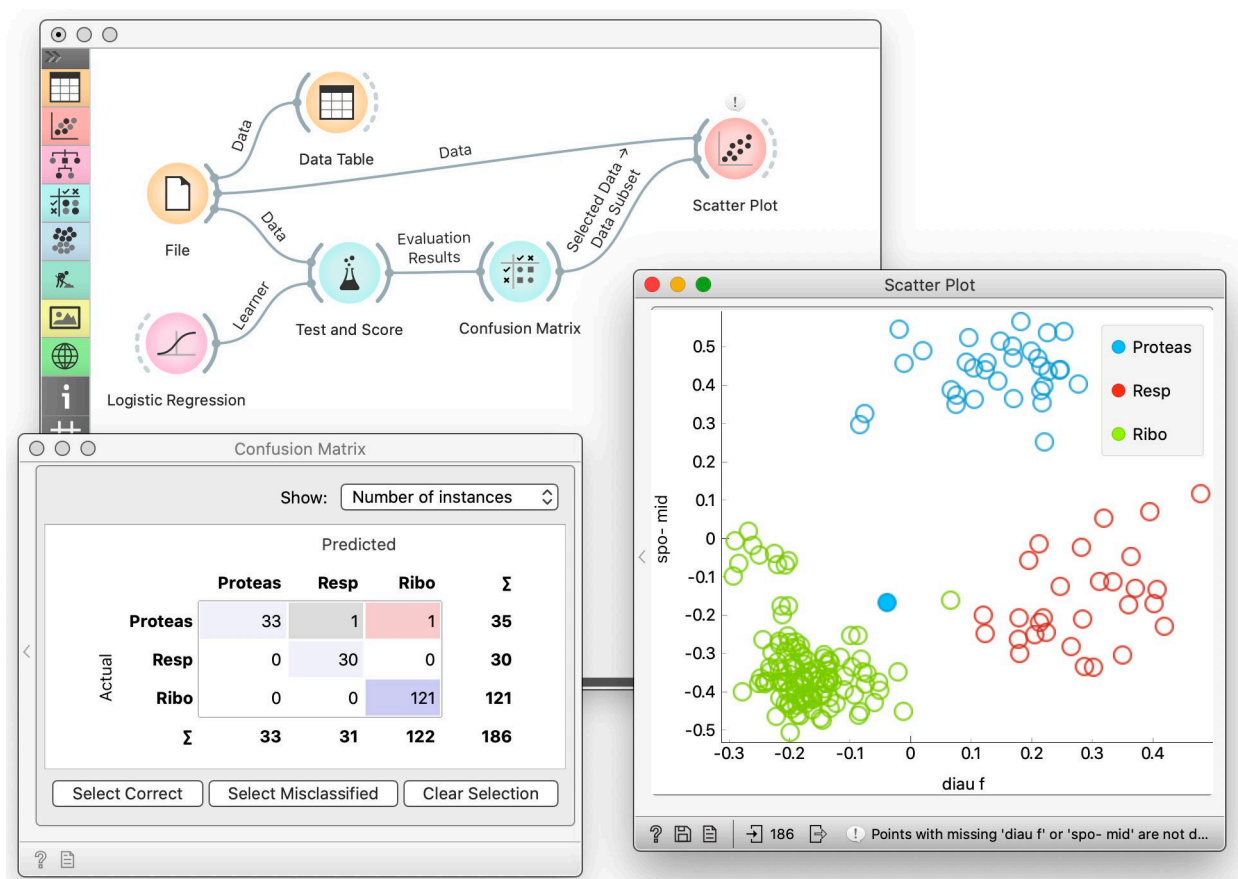 Data
Data Table
Data
Scatter Plot
File
Data
Selected Data →
Data Subset
Evaluation
Results
Learner
Test and Score
Confusion Matrix
Logistic Regression
Confusion Matrix
Show:
Number of instances
Predicted
Proteas Resp Ribo Σ
Actual
Proteas 33 1 1 35
Resp 0 30 0 30
Ribo 0 0 121 121
Σ 33 31 122 186
Select Correct
Select Misclassified
Clear Selection
?
Scatter Plot
Proteas
Resp
Ribo
spo- mid
0.5
0.4
0.3
0.2
0.1
0
-0.1
-0.2
-0.3
-0.4
-0.5
-0.3 -0.2 -0.1 0 0.1 0.2 0.3 0.4
diau f
? 186 ! Points with missing 'diau f' or 'spo- mid' are not d...